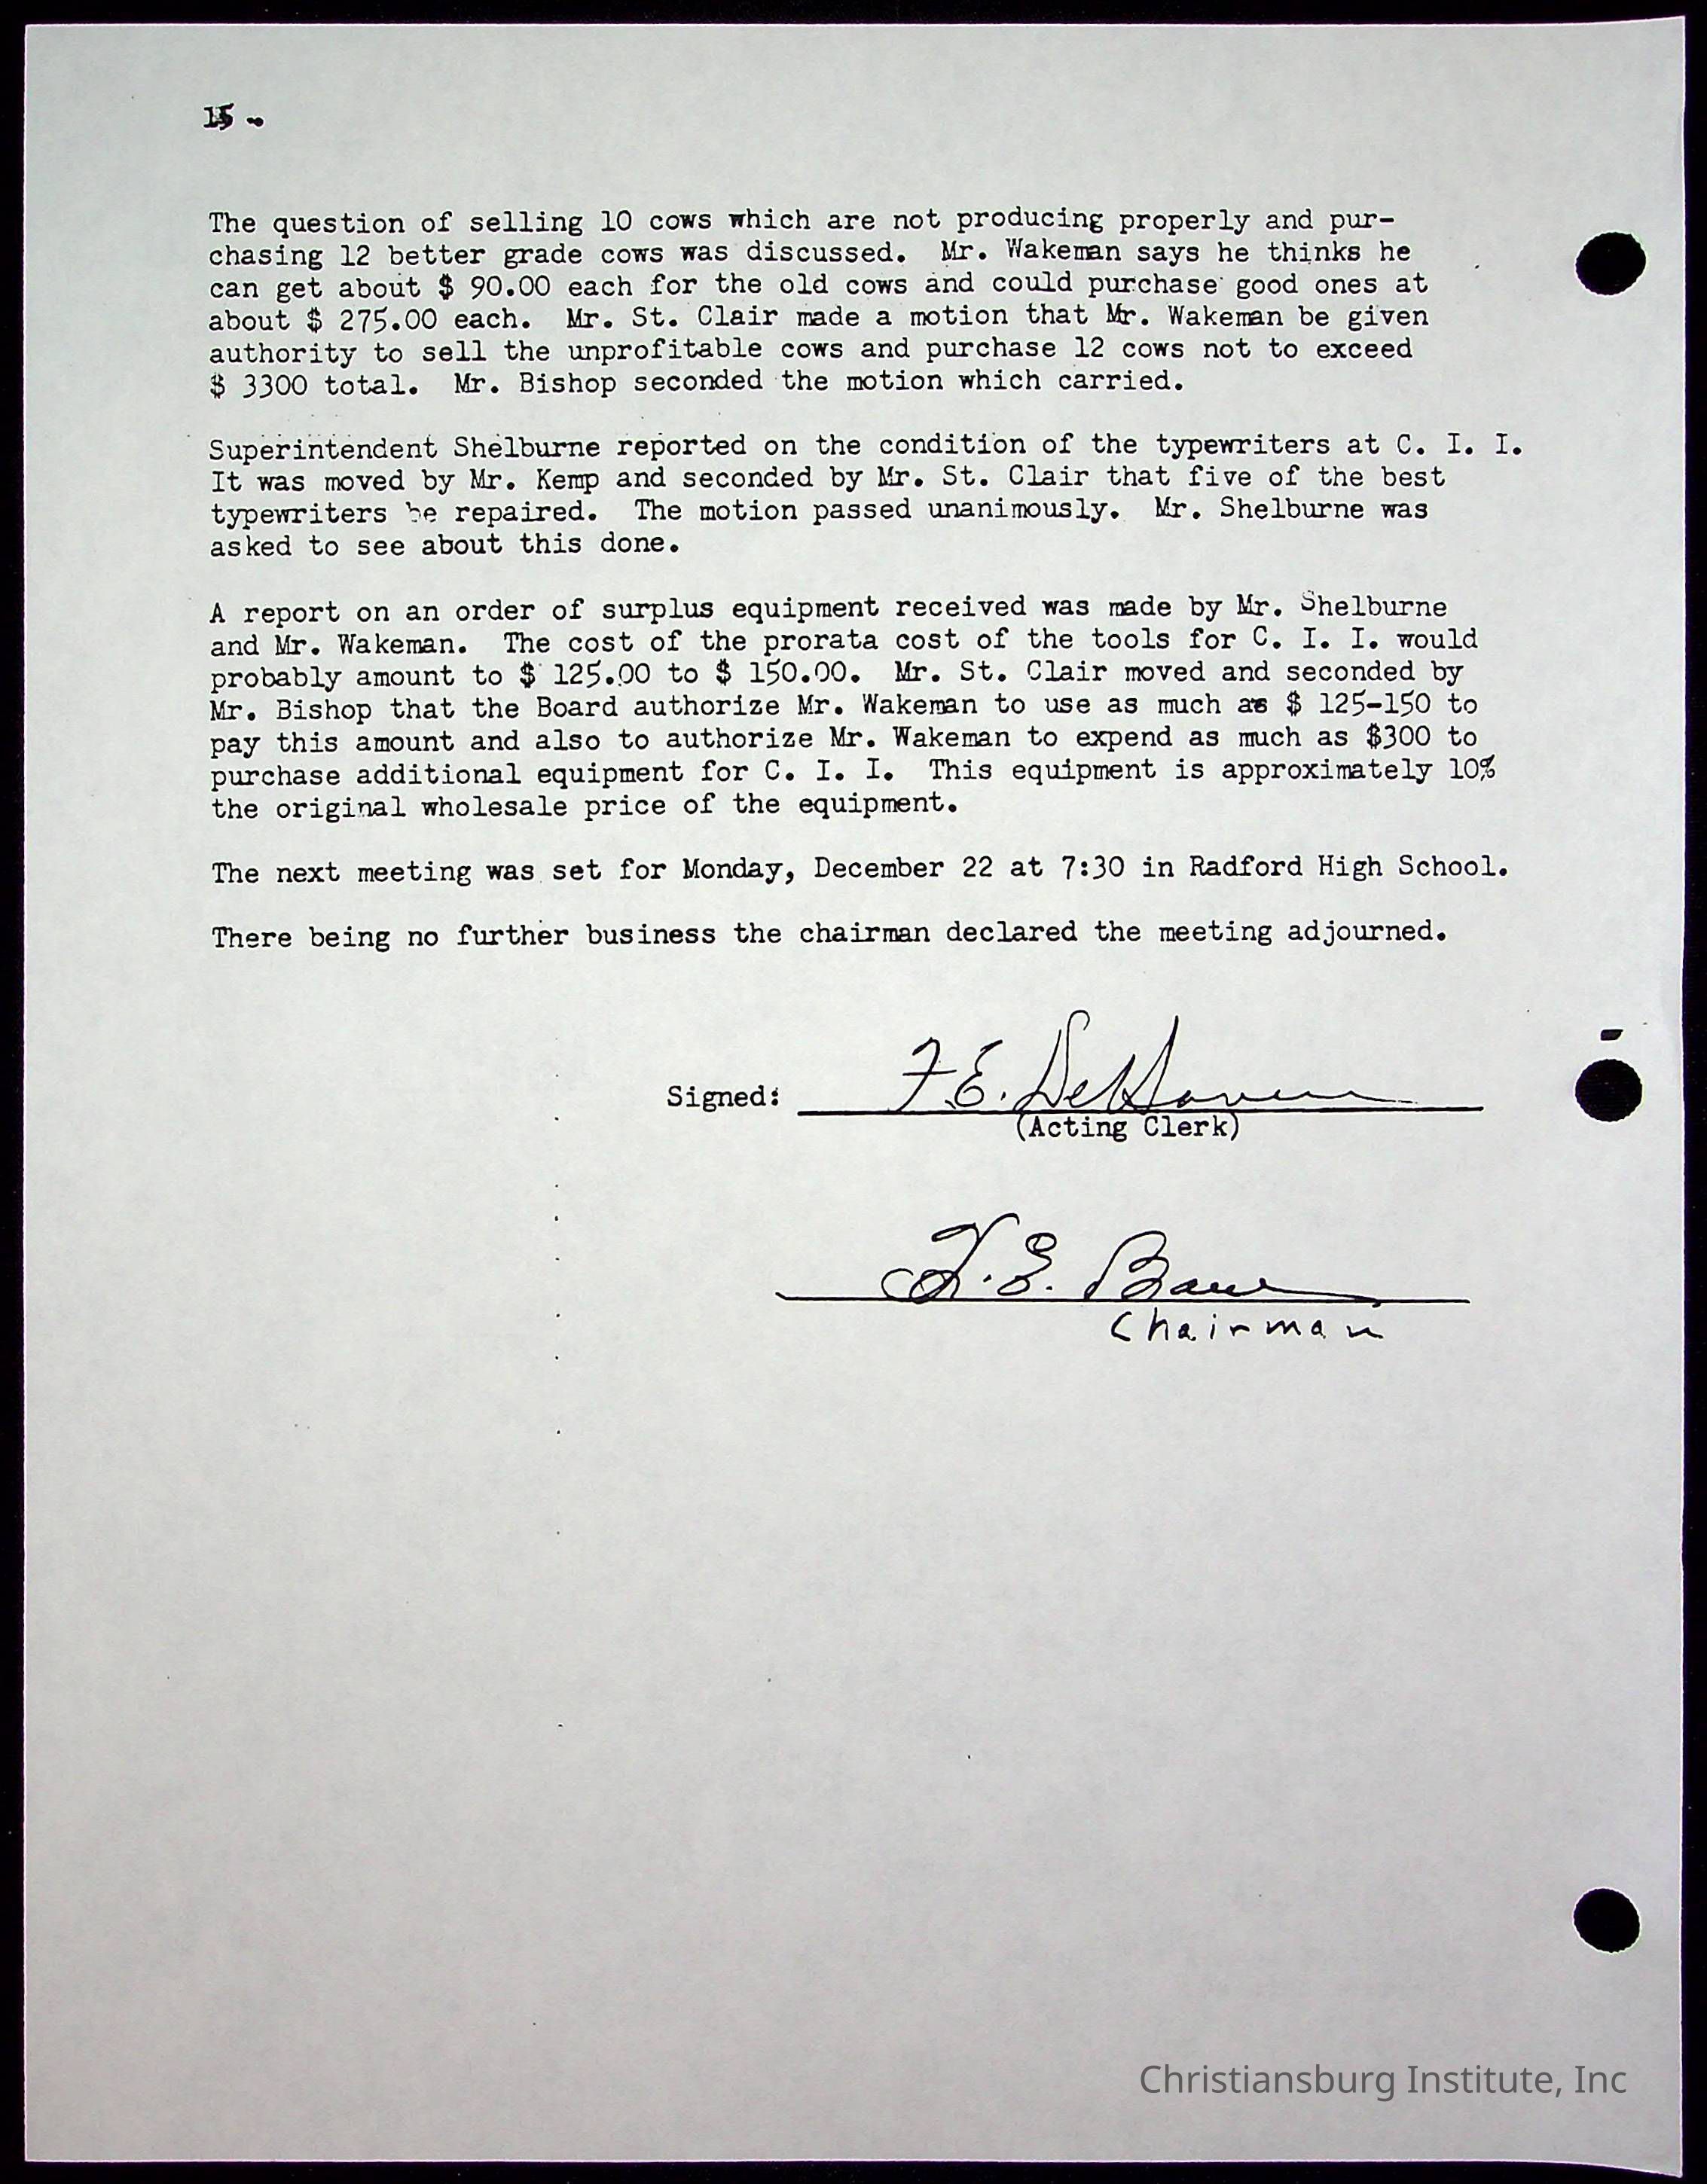 15 -
The question of selling 10 cows which are not producing properly and pur-
chasing 12 better grade cows was discussed. Mr. Wakeman says he thinks he
can get about $ 90.00 each for the old cows and could purchase good ones at
about $ 275.00 each. Mr. St. Clair made a motion that Mr. Wakeman be given
authority to sell the unprofitable cows and purchase 12 cows not to exceed
$ 3300 total. Mr. Bishop seconded the motion which carried.
Superintendent Shelburne reported on the condition of the typewriters at C. I. I.
It was moved by Mr. Kemp and seconded by Mr. St. Clair that five of the best
typewriters be repaired. The motion passed unanimously. Mr. Shelburne was
asked to see about this done.
A report on an order of surplus equipment received was made by Mr. Shelburne
and Mr. Wakeman. The cost of the prorata cost of the tools for C. I. I. would
probably amount to $ 125.00 to $ 150.00. Mr. St. Clair moved and seconded by
Mr. Bishop that the Board authorize Mr. Wakeman to use as much as $ 125-150 to
pay this amount and also to authorize Mr. Wakeman to expend as much as $300 to
purchase additional equipment for C. I. I. This equipment is approximately 10%
the original wholesale price of the equipment.
The next meeting was set for Monday, December 22 at 7:30 in Radford High School.
There being no further business the chairman declared the meeting adjourned.
Signed: F. E. DeHaven
(Acting Clerk)
E.
Chairman
Christiansburg Institute, Inc